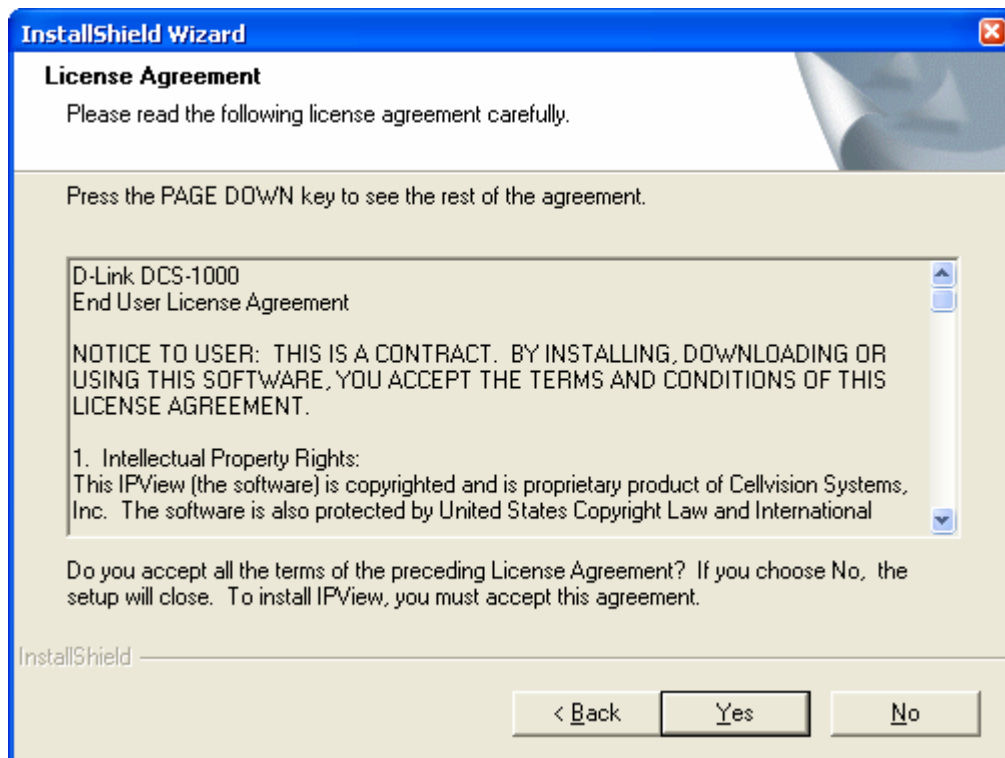 InstallShield Wizard
License Agreement
Please read the following license agreement carefully.
Press the PAGE DOWN key to see the rest of the agreement.
D-Link DCS-1000
End User License Agreement
NOTICE TO USER:  THIS IS A CONTRACT.  BY INSTALLING, DOWNLOADING OR
USING THIS SOFTWARE, YOU ACCEPT THE TERMS AND CONDITIONS OF THIS
LICENSE AGREEMENT.
1.  Intellectual Property Rights:
This IPView (the software) is copyrighted and is proprietary product of Cellvision Systems,
Inc.  The software is also protected by United States Copyright Law and International
Do you accept all the terms of the preceding License Agreement?  If you choose No,  the
setup will close.  To install IPView, you must accept this agreement.
InstallShield
< Back
Yes
No